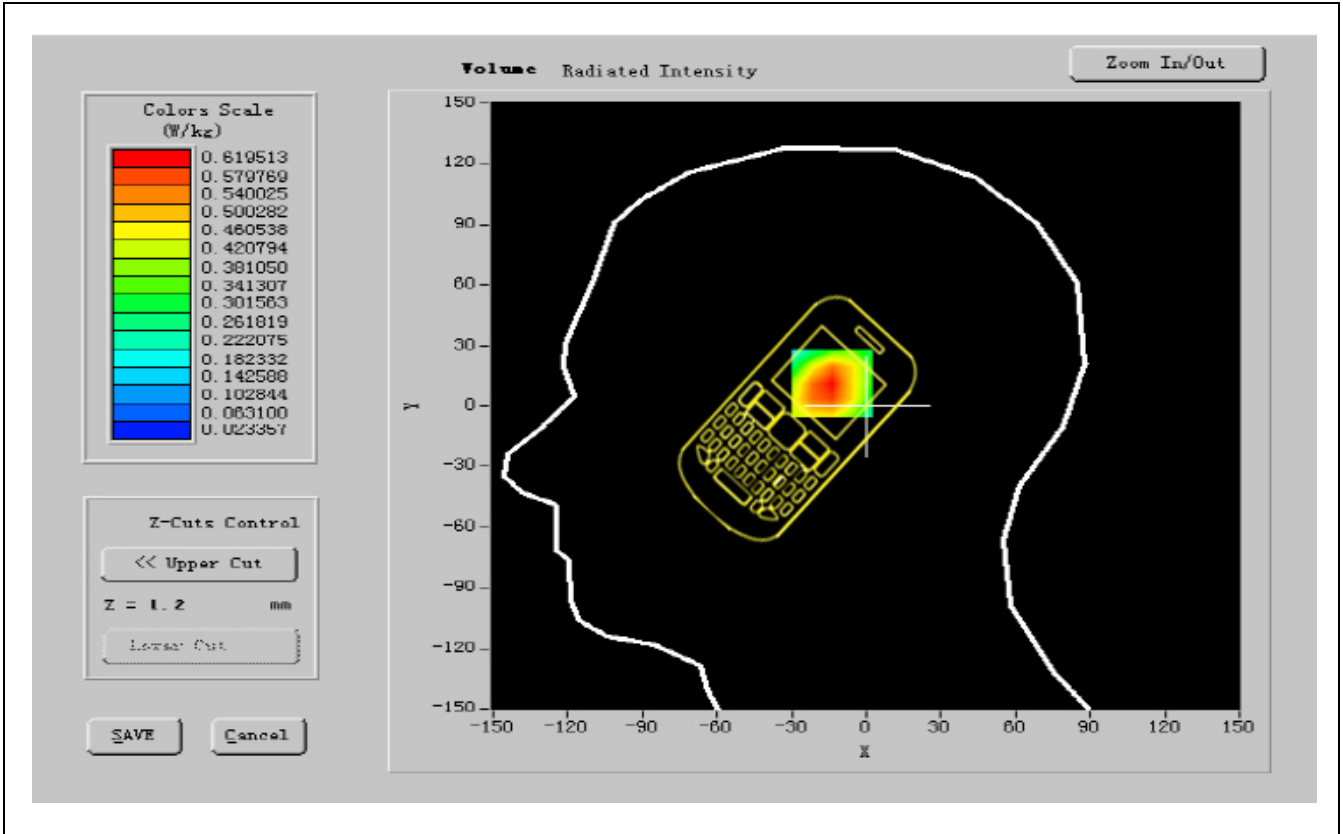 Volume Radiated Intensity
Zoom In/Out
Colors Scale
(W/kg)
0.619513
0.579769
0.540025
0.500282
0.460538
0.420794
0.381050
0.341307
0.301563
0.261819
0.222075
0.182332
0.142588
0.102844
0.063100
0.023357
Z-Cuts Control
<< Upper Cut
Z = 1.2 mm
Lower Cut
SAVE
Cancel
150
120
90
60
30
0
-30
-60
-90
-120
-150
Y
-150 -120 -90 -60 -30 0 30 60 90 120 150
X